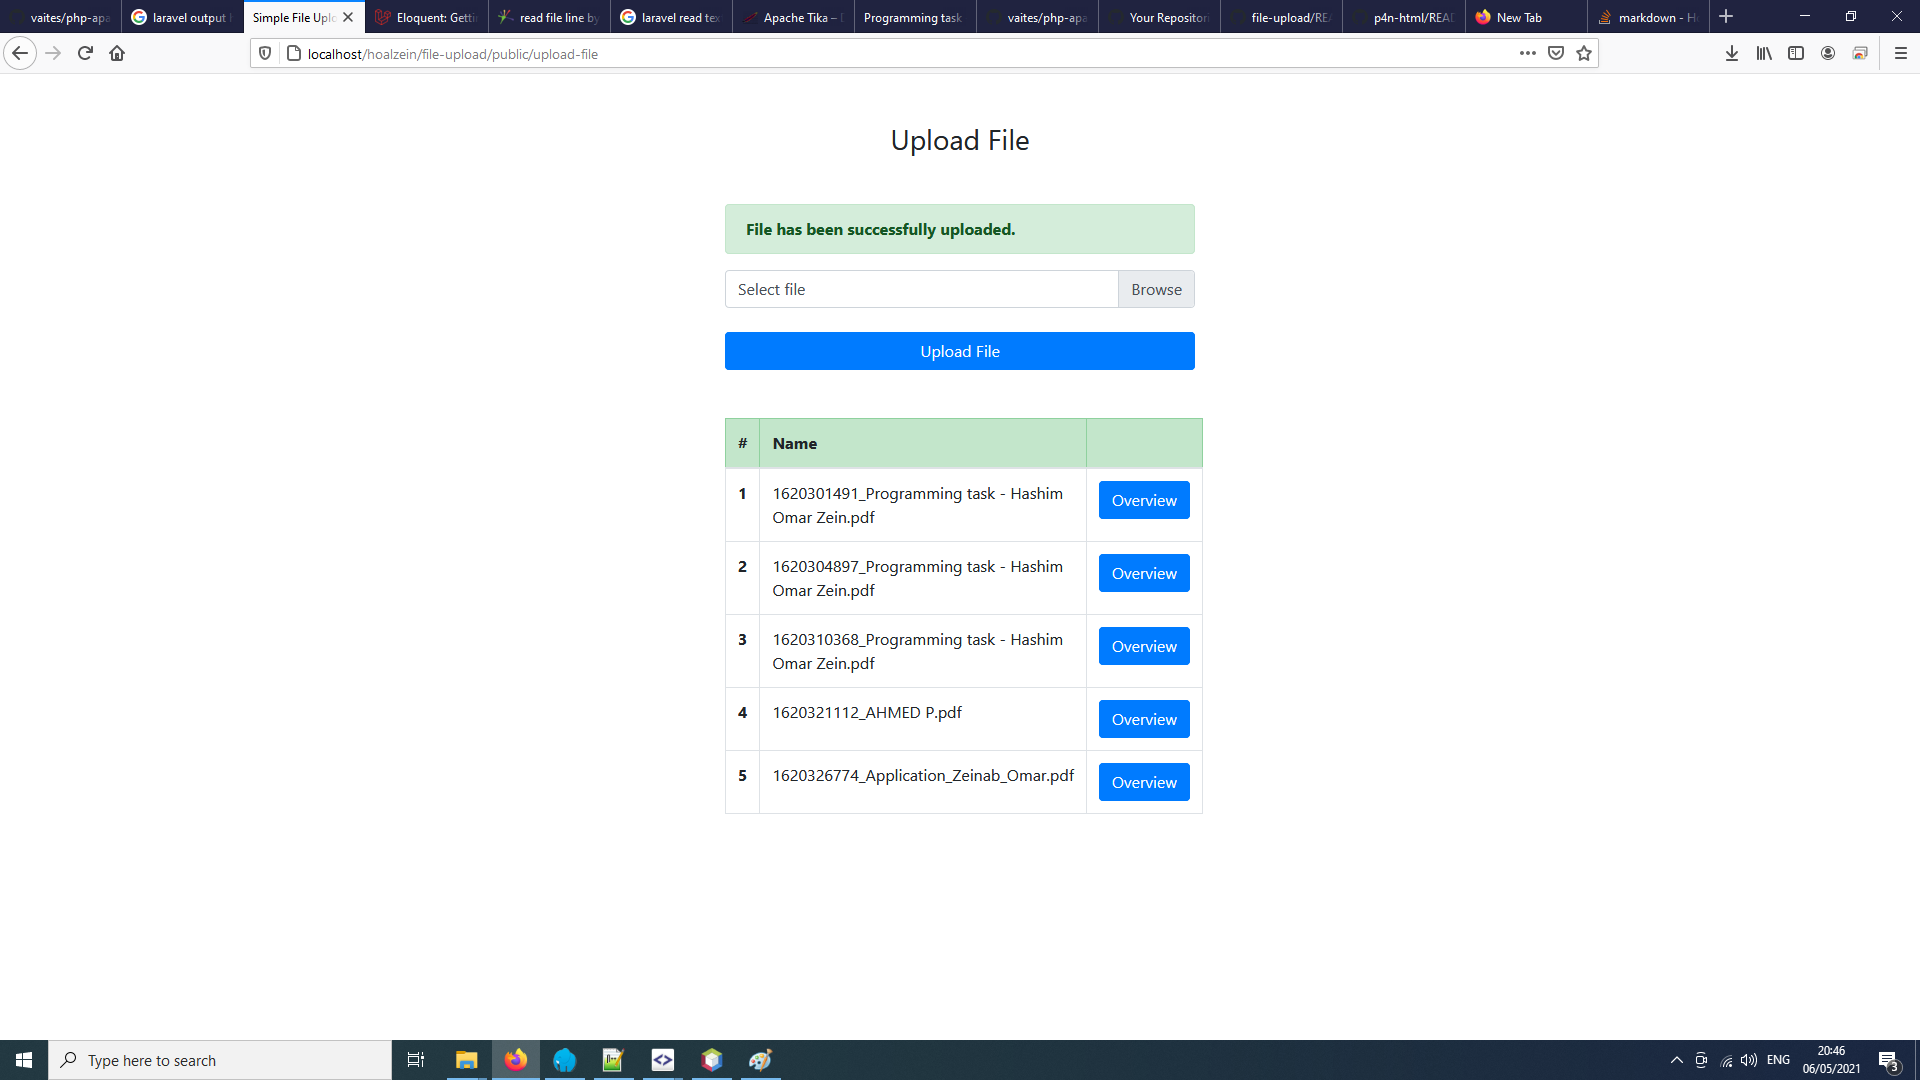 vaites/php-apa
laravel output
Simple File Uplo
Eloquent: Getti
read file line by
laravel read tex
Apache Tika –
Programming task
vaites/php-apa
Your Repositori
file-upload/REA
p4n-html/READ
New Tab
markdown - H
localhost/hoalzein/file-upload/public/upload-file
Upload File
File has been successfully uploaded.
Select file
Browse
Upload File
# Name
1 1620301491_Programming task - Hashim
Omar Zein.pdf
Overview
2 1620304897_Programming task - Hashim
Omar Zein.pdf
Overview
3 1620310368_Programming task - Hashim
Omar Zein.pdf
Overview
4 1620321112_AHMED P.pdf
Overview
5 1620326774_Application_Zeinab_Omar.pdf
Overview
Type here to search
ENG
20:46
06/05/2021
3